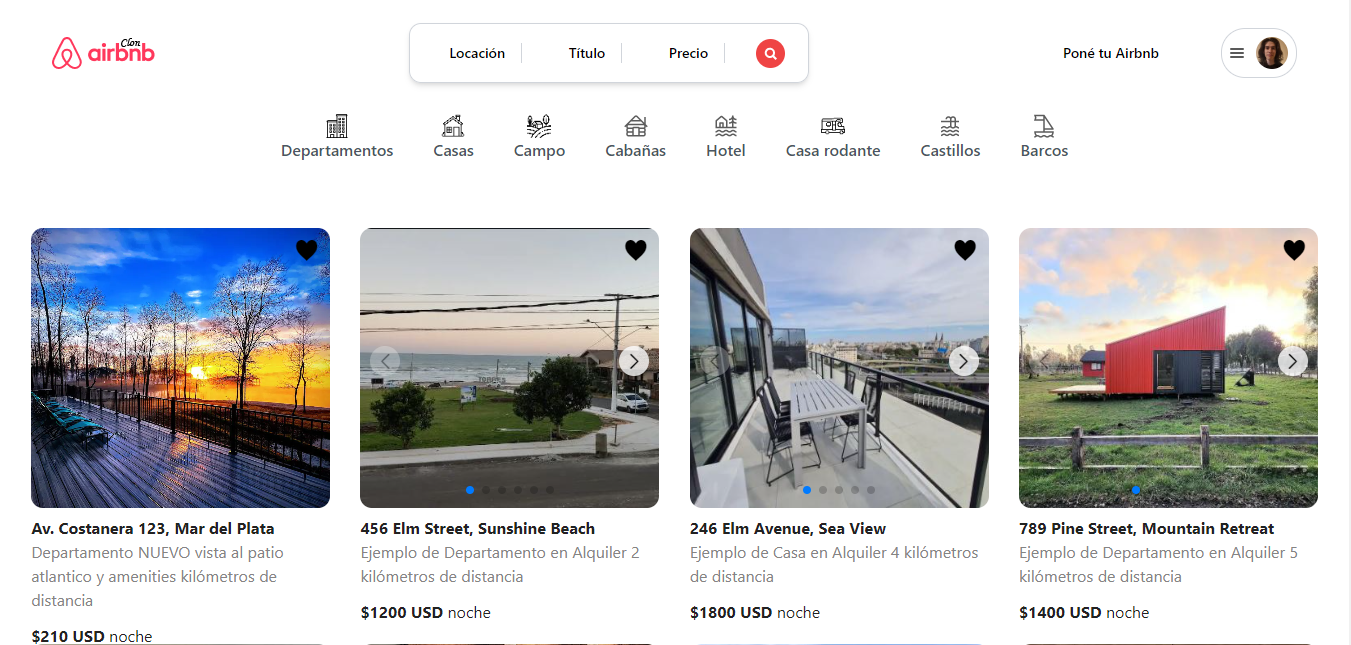 Clon
airbnb
Locación
Título
Precio
Poné tu Airbnb
Departamentos
Casas
Campo
Cabañas
Hotel
Casa rodante
Castillos
Barcos
Av. Costanera 123, Mar del Plata
Departamento NUEVO vista al patio
atlantico y amenities kilómetros de
distancia
$210 USD noche
456 Elm Street, Sunshine Beach
Ejemplo de Departamento en Alquiler 2
kilómetros de distancia
$1200 USD noche
246 Elm Avenue, Sea View
Ejemplo de Casa en Alquiler 4 kilómetros
de distancia
$1800 USD noche
789 Pine Street, Mountain Retreat
Ejemplo de Departamento en Alquiler 5
kilómetros de distancia
$1400 USD noche